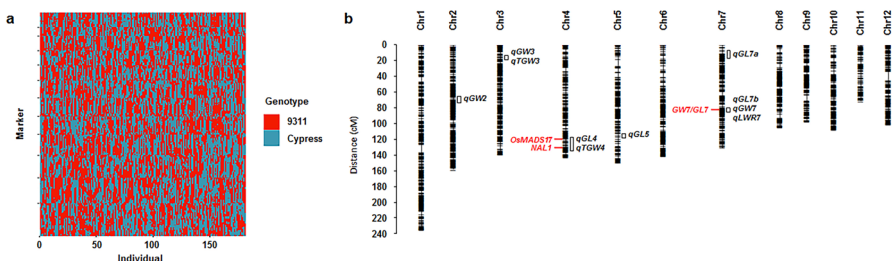 a
Marker
0
50
100
150
Individual
Genotype
9311
Cypress
b
Chr1
Chr2
Chr3
Chr4
Chr5
Chr6
Chr7
Chr8
Chr9
Chr10
Chr11
Chr12
Distance (cM)
0
20
40
60
80
100
120
140
160
180
200
220
240
qGW2
qGW3
qTGW3
OsMADS17
NAL1
qGL4
qTGW4
qGL5
GW7/GL7
qGL7a
qGL7b
qGW7
qLWR7